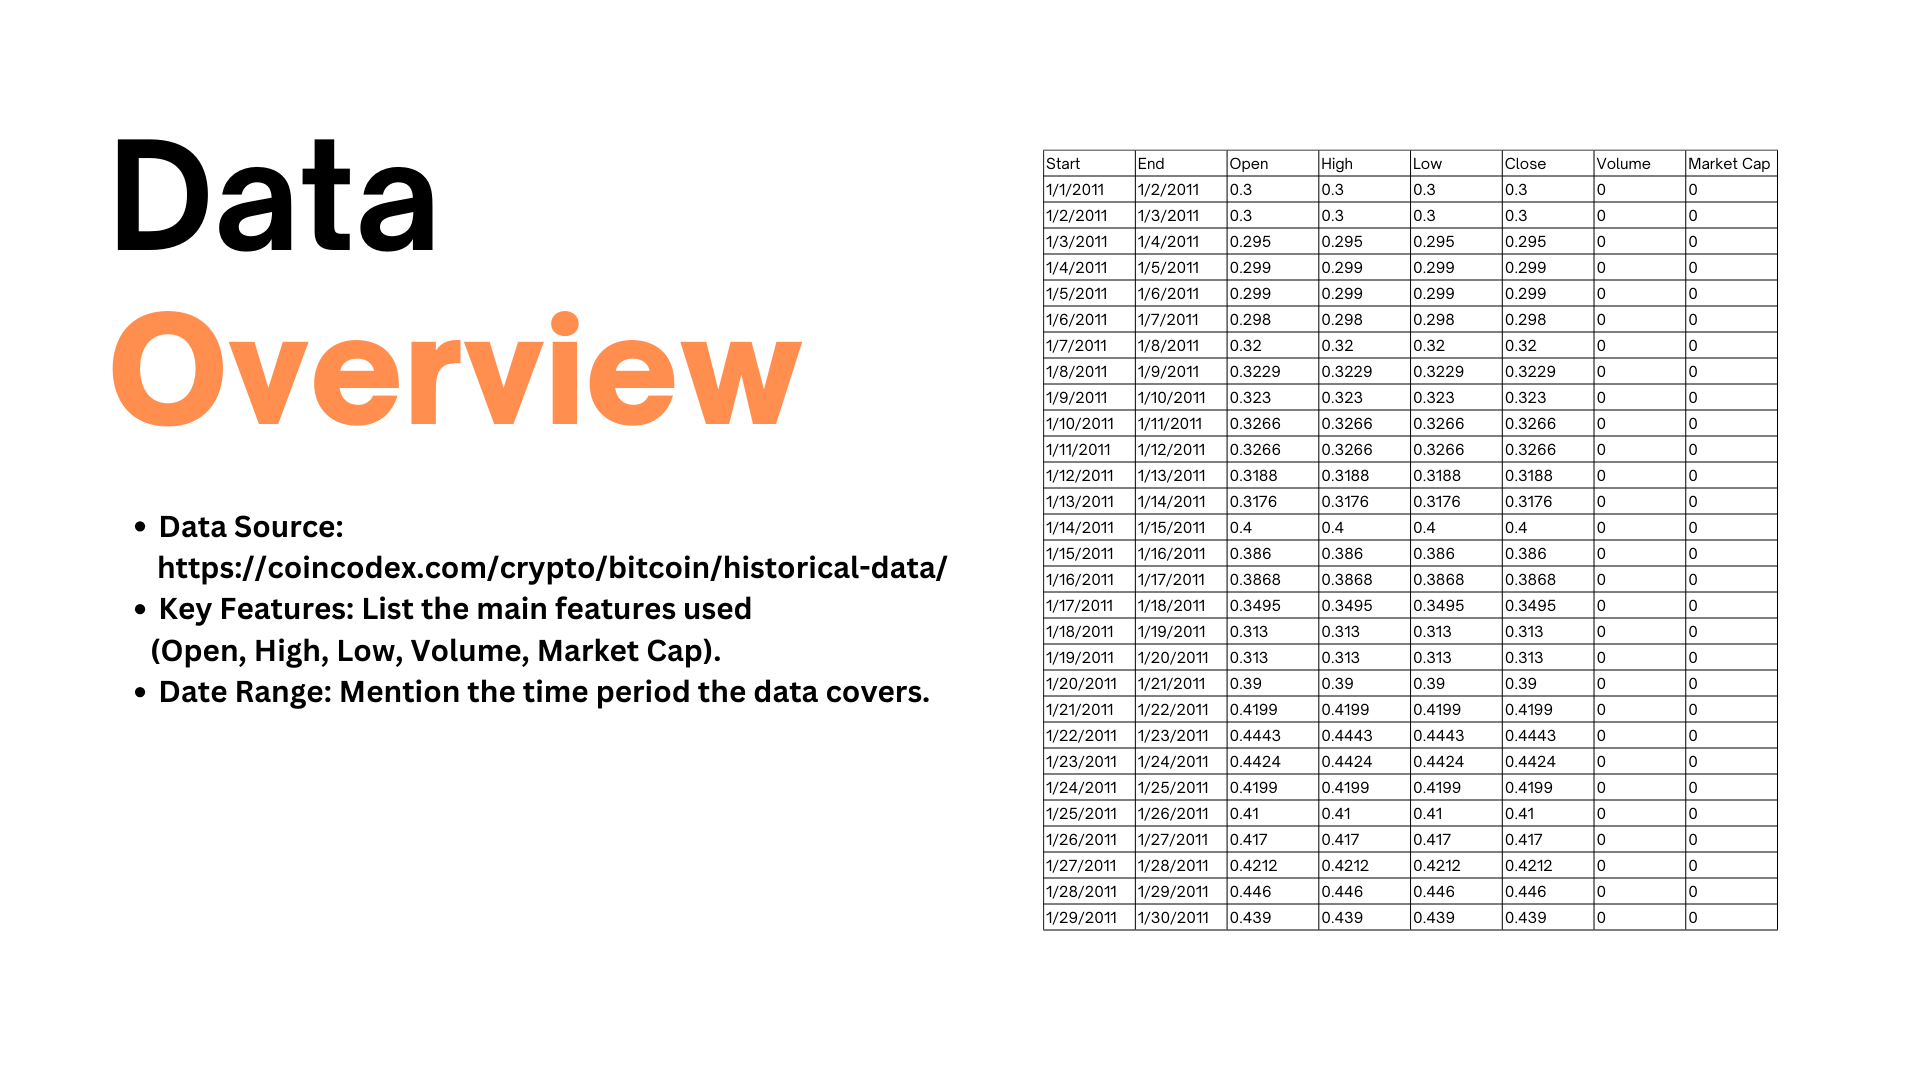 Data
Overview
• Data Source:
https://coincodex.com/crypto/bitcoin/historical-data/
• Key Features: List the main features used
(Open, High, Low, Volume, Market Cap).
• Date Range: Mention the time period the data covers.
Start End Open High Low Close Volume Market Cap
1/1/2011 1/2/2011 0.3 0.3 0.3 0.3 0 0
1/2/2011 1/3/2011 0.3 0.3 0.3 0.3 0 0
1/3/2011 1/4/2011 0.295 0.295 0.295 0.295 0 0
1/4/2011 1/5/2011 0.299 0.299 0.299 0.299 0 0
1/5/2011 1/6/2011 0.299 0.299 0.299 0.299 0 0
1/6/2011 1/7/2011 0.298 0.298 0.298 0.298 0 0
1/7/2011 1/8/2011 0.32 0.32 0.32 0.32 0 0
1/8/2011 1/9/2011 0.3229 0.3229 0.3229 0.3229 0 0
1/9/2011 1/10/2011 0.323 0.323 0.323 0.323 0 0
1/10/2011 1/11/2011 0.3266 0.3266 0.3266 0.3266 0 0
1/11/2011 1/12/2011 0.3266 0.3266 0.3266 0.3266 0 0
1/12/2011 1/13/2011 0.3188 0.3188 0.3188 0.3188 0 0
1/13/2011 1/14/2011 0.3176 0.3176 0.3176 0.3176 0 0
1/14/2011 1/15/2011 0.4 0.4 0.4 0.4 0 0
1/15/2011 1/16/2011 0.386 0.386 0.386 0.386 0 0
1/16/2011 1/17/2011 0.3868 0.3868 0.3868 0.3868 0 0
1/17/2011 1/18/2011 0.3495 0.3495 0.3495 0.3495 0 0
1/18/2011 1/19/2011 0.313 0.313 0.313 0.313 0 0
1/19/2011 1/20/2011 0.313 0.313 0.313 0.313 0 0
1/20/2011 1/21/2011 0.39 0.39 0.39 0.39 0 0
1/21/2011 1/22/2011 0.4199 0.4199 0.4199 0.4199 0 0
1/22/2011 1/23/2011 0.4443 0.4443 0.4443 0.4443 0 0
1/23/2011 1/24/2011 0.4424 0.4424 0.4424 0.4424 0 0
1/24/2011 1/25/2011 0.4199 0.4199 0.4199 0.4199 0 0
1/25/2011 1/26/2011 0.41 0.41 0.41 0.41 0 0
1/26/2011 1/27/2011 0.417 0.417 0.417 0.417 0 0
1/27/2011 1/28/2011 0.4212 0.4212 0.4212 0.4212 0 0
1/28/2011 1/29/2011 0.446 0.446 0.446 0.446 0 0
1/29/2011 1/30/2011 0.439 0.439 0.439 0.439 0 0